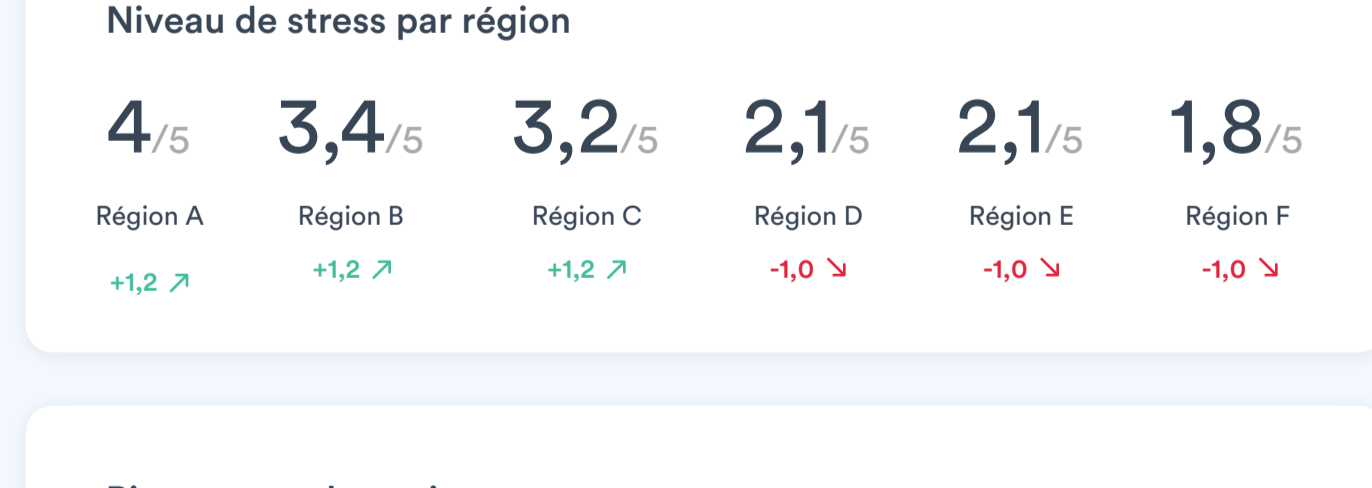 Niveau de stress par région
4/5 3,4/5 3,2/5 2,1/5 2,1/5 1,8/5
Région A Région B Région C Région D Région E Région F
+1,2 ↗ +1,2 ↗ +1,2 ↗ -1,0 ↘ -1,0 ↘ -1,0 ↘